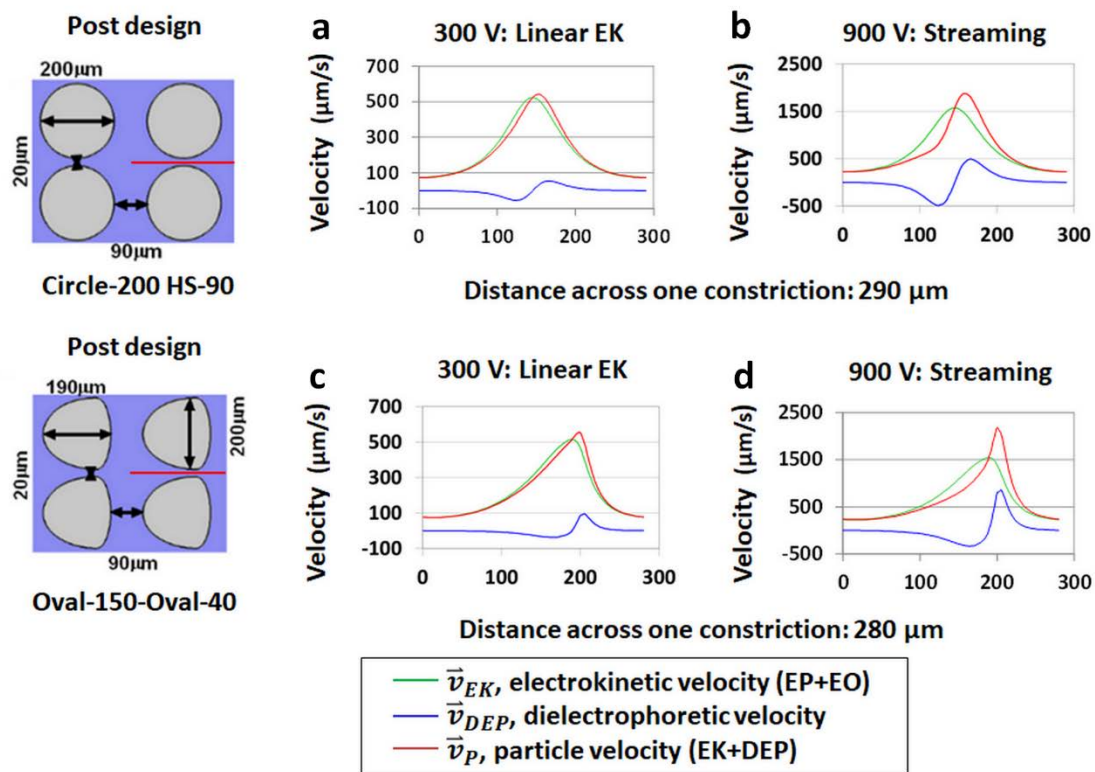 Post design
200μm
20μm
90μm
Circle-200 HS-90
a
300 V: Linear EK
Velocity (μm/s)
700
500
300
100
-100
0 100 200 300
b
900 V: Streaming
Velocity (μm/s)
2500
1500
500
-500
0 100 200 300
Distance across one constriction: 290 μm
Post design
190μm
200μm
20μm
90μm
Oval-150-Oval-40
c
300 V: Linear EK
Velocity (μm/s)
700
500
300
100
-100
0 100 200 300
d
900 V: Streaming
Velocity (μm/s)
2500
1500
500
-500
0 100 200 300
Distance across one constriction: 280 μm
v⃗_EK, electrokinetic velocity (EP+EO)
v⃗_DEP, dielectrophoretic velocity
v⃗_P, particle velocity (EK+DEP)